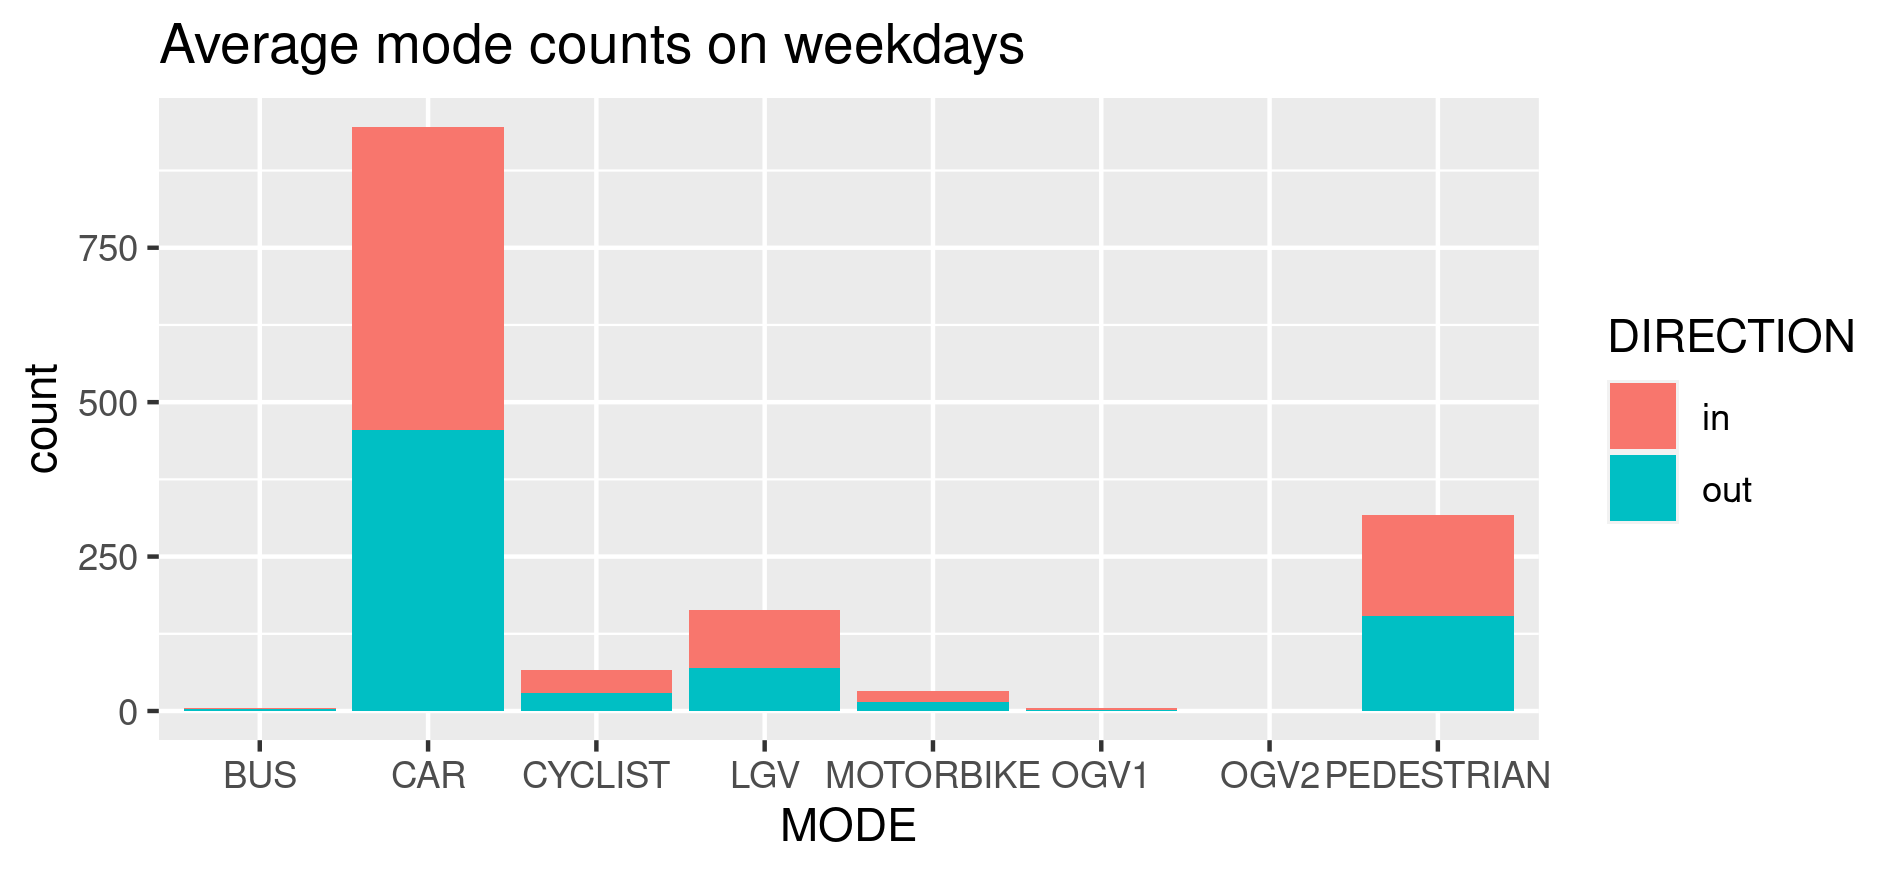 Average mode counts on weekdays
count
750
500
250
0
BUS CAR CYCLIST LGV MOTORBIKE OGV1 OGV2 PEDESTRIAN
MODE
DIRECTION
in
out